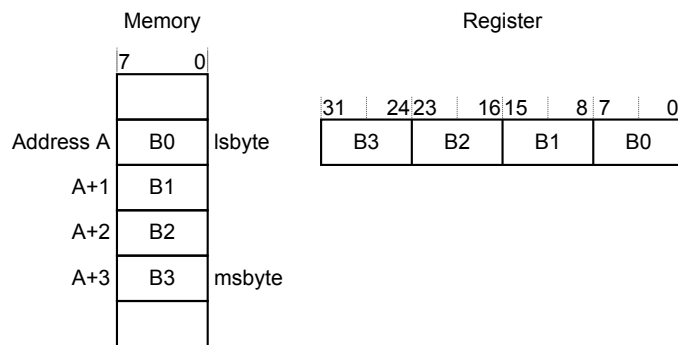 Memory Register
7 0
31 24 23 16 15 8 7 0
Address A B0 lsbyte B3 B2 B1 B0
A+1 B1
A+2 B2
A+3 B3 msbyte